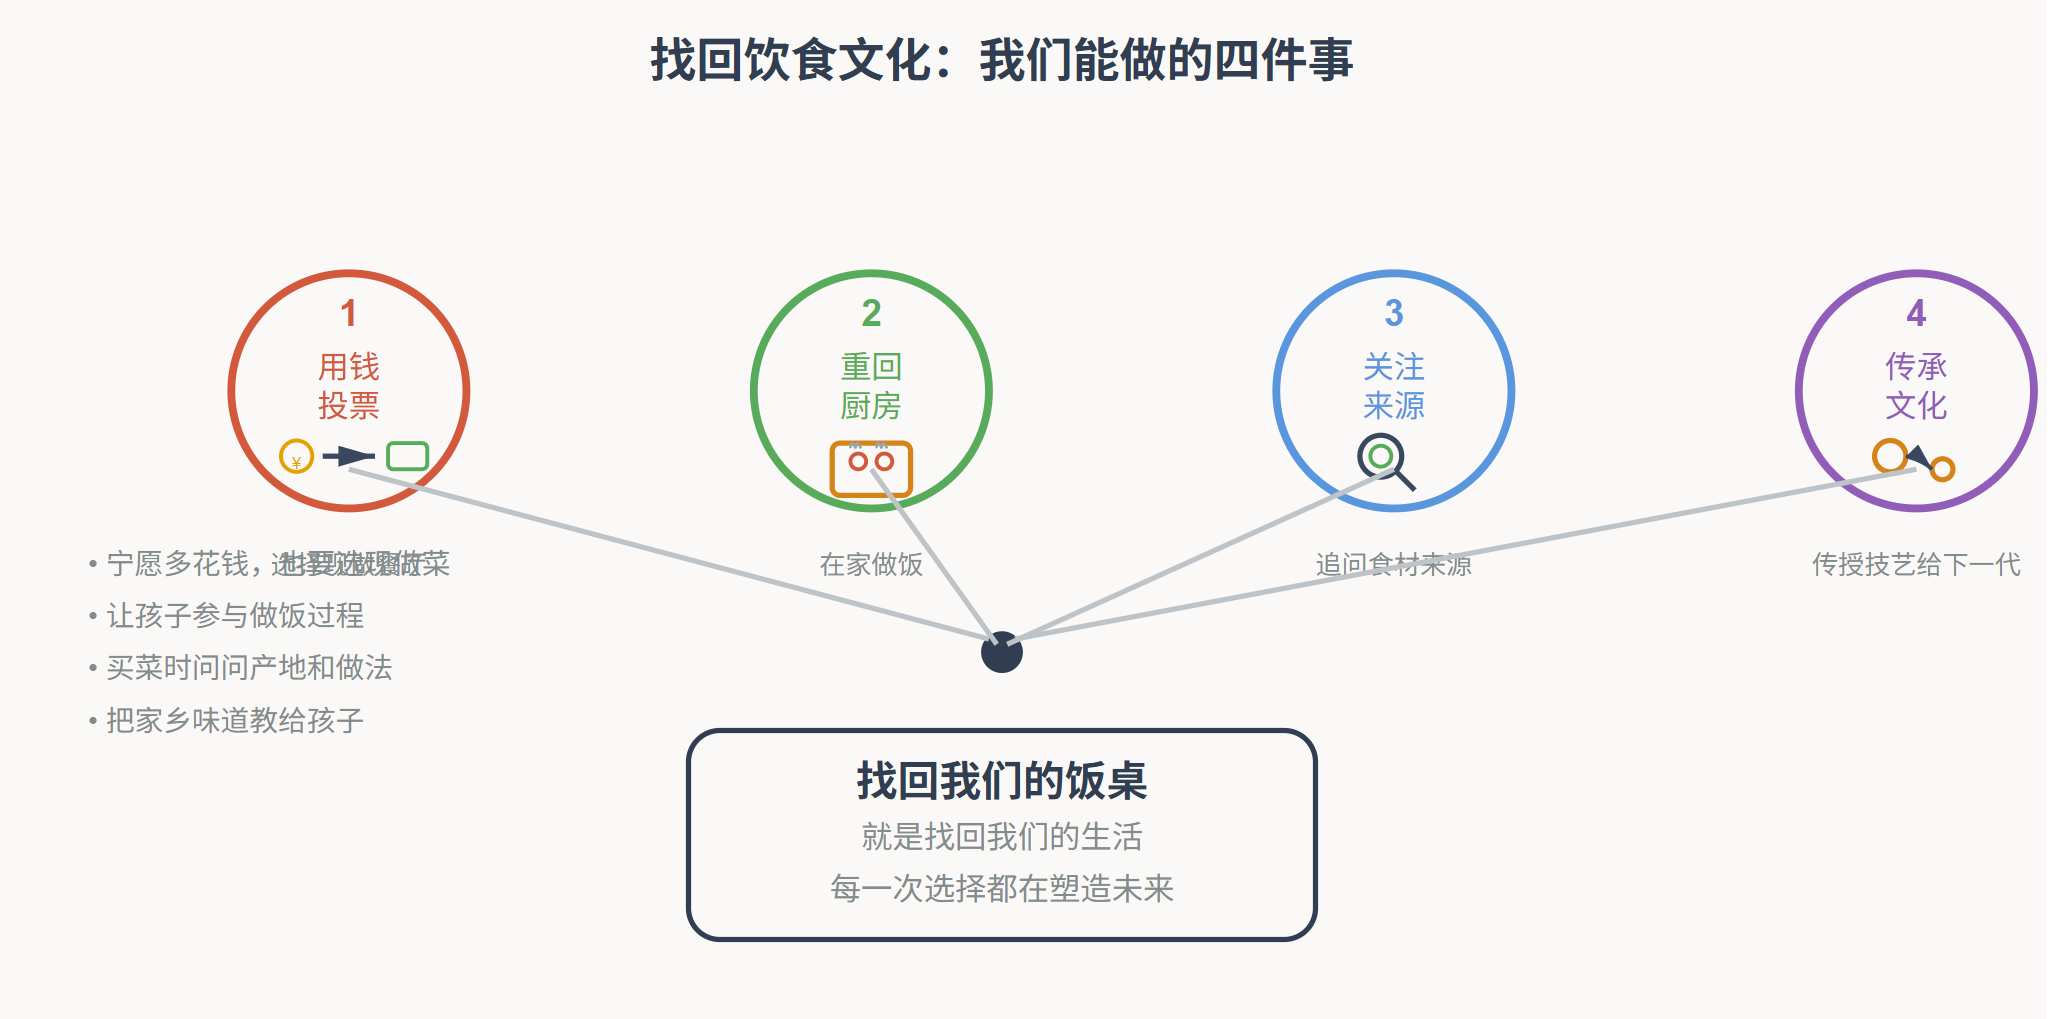 找回饮食文化：我们能做的四件事
1
用钱
投票
¥
2
重回
厨房
3
关注
来源
4
传承
文化
• 宁愿多花钱，也要选现做菜
在家做饭
追问食材来源
传授技艺给下一代
• 让孩子参与做饭过程
• 买菜时问问产地和做法
• 把家乡味道教给孩子
找回我们的饭桌
就是找回我们的生活
每一次选择都在塑造未来